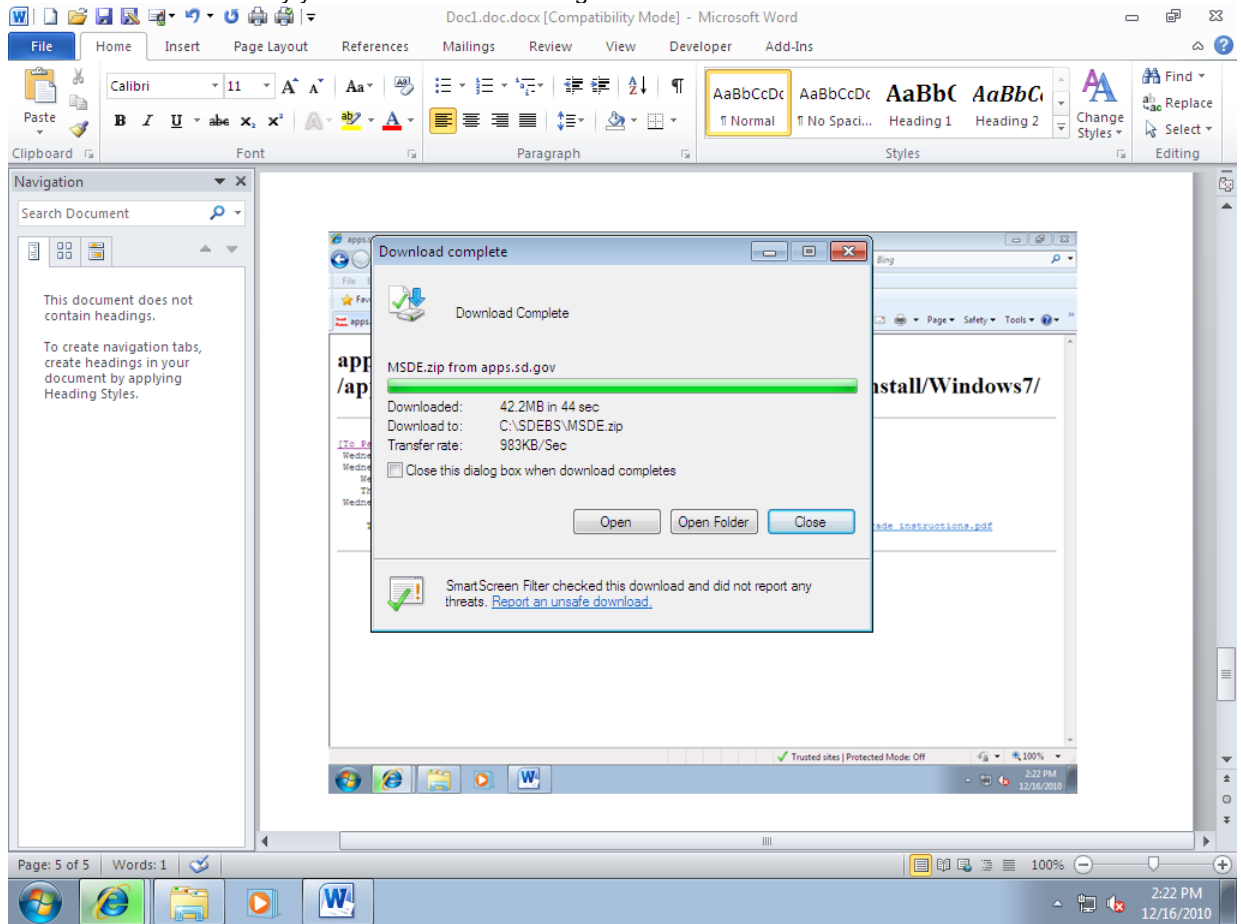 Doc1.doc.docx [Compatibility Mode] - Microsoft Word
File Home Insert Page Layout References Mailings Review View Developer Add-Ins
Calibri 11
Paste
B I U abc x₂ x²
AaBbCcDc AaBbCcDc AaBbC AaBbC
¶ Normal ¶ No Spaci... Heading 1 Heading 2
Change Styles
Find
Replace
Select
Clipboard Font Paragraph Styles Editing
Navigation
Search Document
This document does not
contain headings.
To create navigation tabs,
create headings in your
document by applying
Heading Styles.
Bing
Page Safety Tools
nstall/Windows7/
ade instructions.pdf
Download complete
Download Complete
MSDE.zip from apps.sd.gov
Downloaded: 42.2MB in 44 sec
Download to: C:\SDEBS\MSDE.zip
Transfer rate: 983KB/Sec
Close this dialog box when download completes
Open Open Folder Close
SmartScreen Filter checked this download and did not report any
threats. Report an unsafe download.
Trusted sites | Protected Mode: Off 100%
2:22 PM
12/16/2010
Page: 5 of 5 Words: 1 100%
2:22 PM
12/16/2010